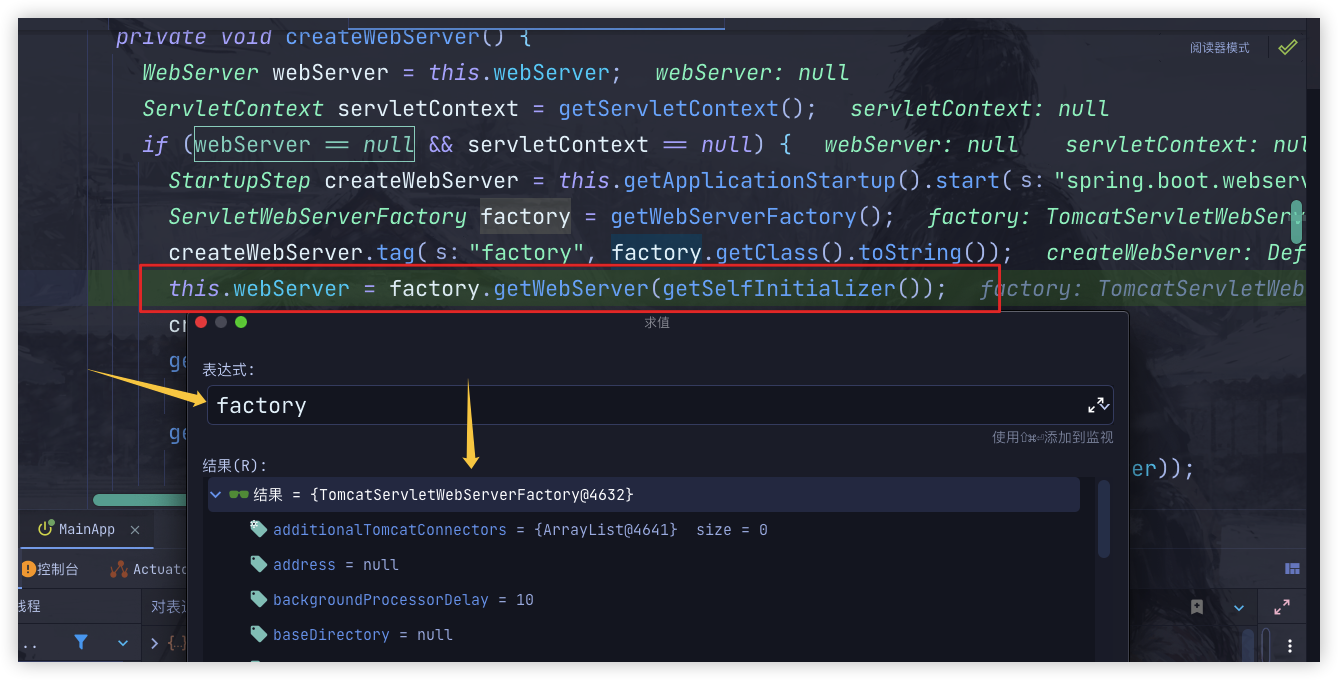 private void createWebServer() {
阅读器模式
WebServer webServer = this.webServer;   webServer: null
ServletContext servletContext = getServletContext();   servletContext: null
if (webServer == null && servletContext == null) {   webServer: null   servletContext: nul
StartupStep createWebServer = this.getApplicationStartup().start( s: "spring.boot.webserv
ServletWebServerFactory factory = getWebServerFactory();   factory: TomcatServletWebServ
createWebServer.tag( s: "factory", factory.getClass().toString());   createWebServer: Def
this.webServer = factory.getWebServer(getSelfInitializer());   factory: TomcatServletWeb
cr
求值
ge
表达式:
factory
使用⇧⌘⏎添加到监视
ge
结果(R):
er));
结果 = {TomcatServletWebServerFactory@4632}
additionalTomcatConnectors = {ArrayList@4641}  size = 0
MainApp
address = null
控制台
Actuato
backgroundProcessorDelay = 10
线程
对表达
baseDirectory = null